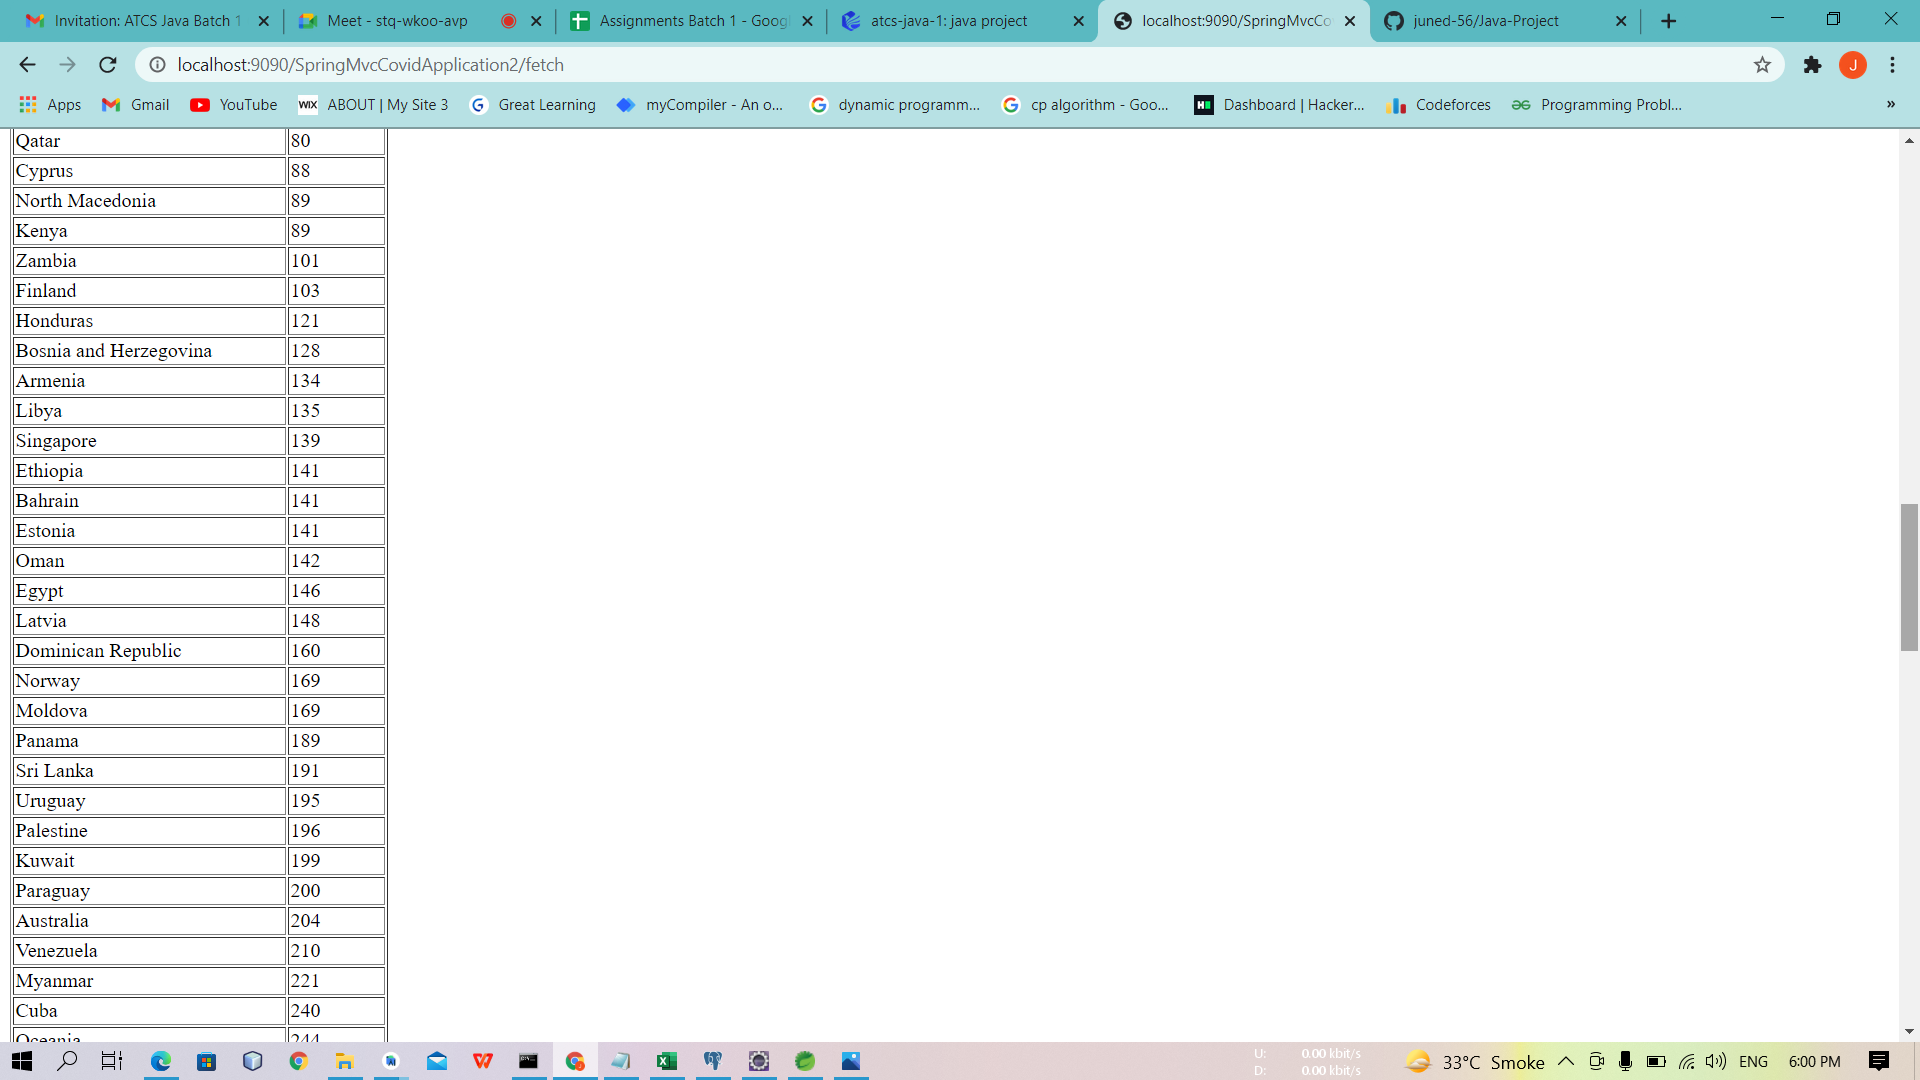 Invitation: ATCS Java Batch 1
Meet - stq-wkoo-avp
Assignments Batch 1 - Goog
atcs-java-1: java project
localhost:9090/SpringMvcCo
juned-56/Java-Project
localhost:9090/SpringMvcCovidApplication2/fetch
J
Apps
Gmail
YouTube
WIX ABOUT | My Site 3
G Great Learning
myCompiler - An o...
dynamic programm...
cp algorithm - Goo...
Dashboard | Hacker...
Codeforces
Programming Probl...
»
Qatar 80
Cyprus 88
North Macedonia 89
Kenya 89
Zambia 101
Finland 103
Honduras 121
Bosnia and Herzegovina 128
Armenia 134
Libya 135
Singapore 139
Ethiopia 141
Bahrain 141
Estonia 141
Oman 142
Egypt 146
Latvia 148
Dominican Republic 160
Norway 169
Moldova 169
Panama 189
Sri Lanka 191
Uruguay 195
Palestine 196
Kuwait 199
Paraguay 200
Australia 204
Venezuela 210
Myanmar 221
Cuba 240
Oceania 244
U: 0.00 kbit/s
D: 0.00 kbit/s
33°C Smoke
ENG
6:00 PM